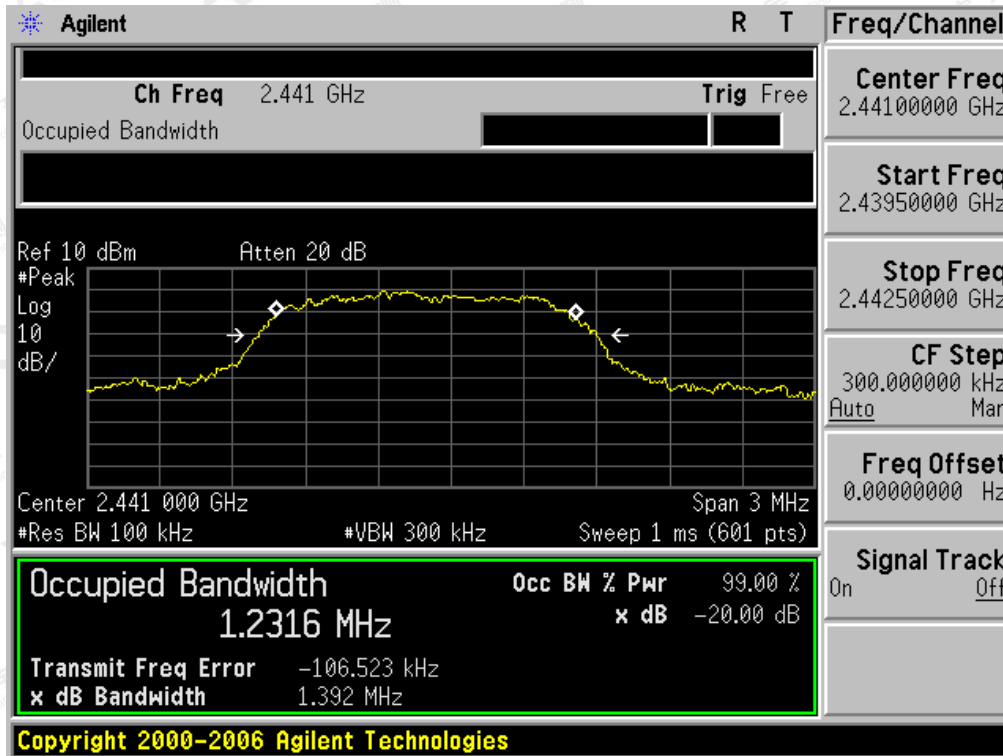 Agilent R T Freq/Channel
Ch Freq 2.441 GHz Trig Free
Occupied Bandwidth
Center Freq
2.44100000 GHz
Start Freq
2.43950000 GHz
Stop Freq
2.44250000 GHz
CF Step
300.000000 kHz
Auto Man
Freq Offset
0.00000000 Hz
Signal Track
On Off
Ref 10 dBm Atten 20 dB
#Peak
Log
10
dB/
Center 2.441 000 GHz Span 3 MHz
#Res BW 100 kHz #VBW 300 kHz Sweep 1 ms (601 pts)
Occupied Bandwidth Occ BW % Pwr 99.00 %
1.2316 MHz x dB -20.00 dB
Transmit Freq Error -106.523 kHz
x dB Bandwidth 1.392 MHz
Copyright 2000-2006 Agilent Technologies